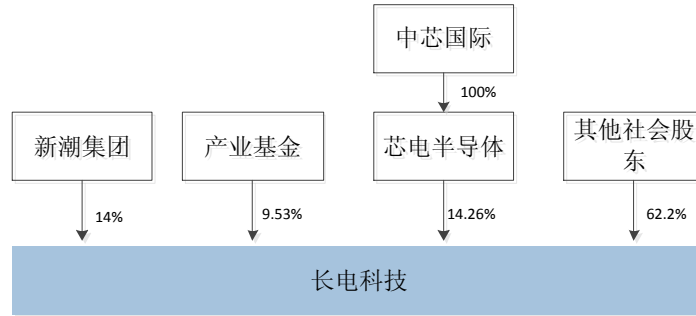 中芯国际
100%
新潮集团
产业基金
芯电半导体
其他社会股
东
14%
9.53%
14.26%
62.2%
长电科技